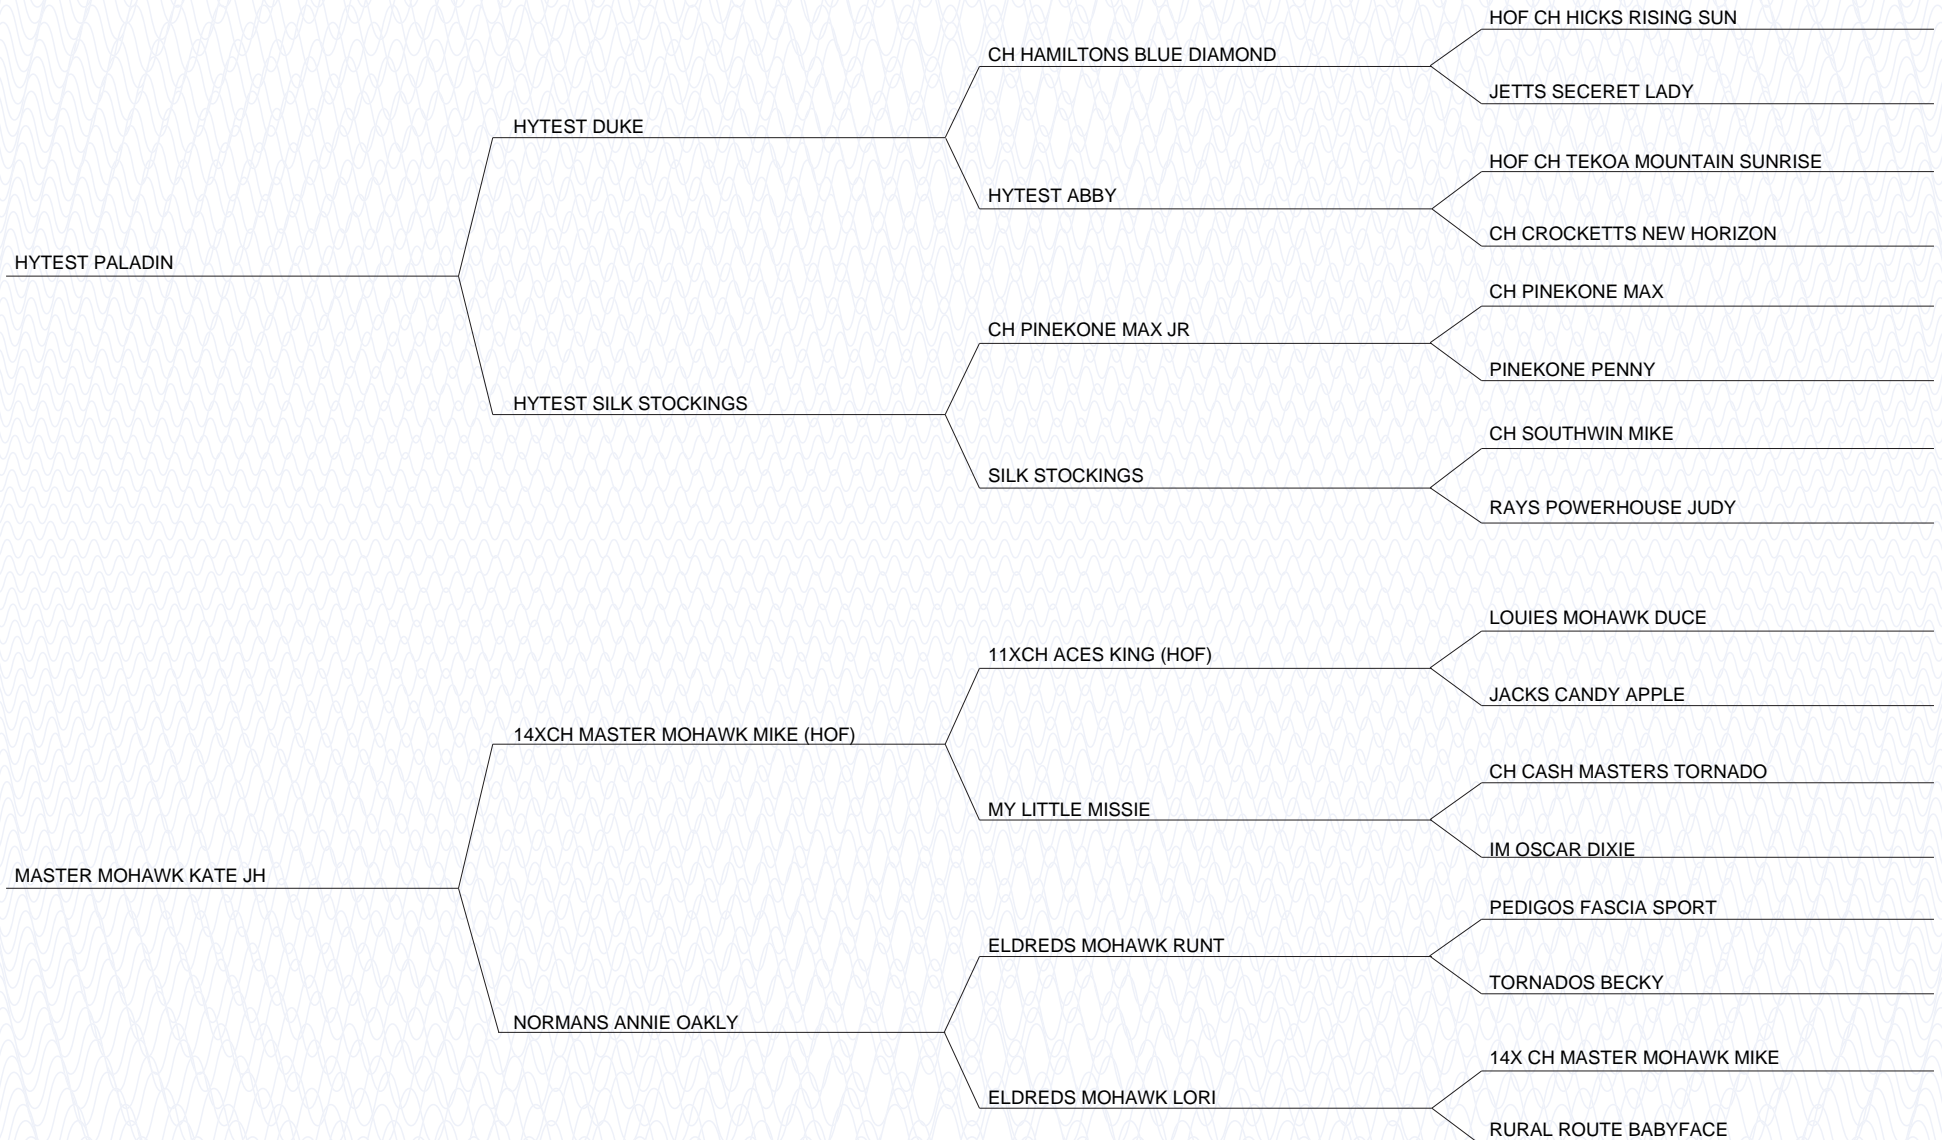 HOF CH HICKS RISING SUN
CH HAMILTONS BLUE DIAMOND
JETTS SECERET LADY
HYTEST DUKE
HOF CH TEKOA MOUNTAIN SUNRISE
HYTEST ABBY
CH CROCKETTS NEW HORIZON
HYTEST PALADIN
CH PINEKONE MAX
CH PINEKONE MAX JR
PINEKONE PENNY
HYTEST SILK STOCKINGS
CH SOUTHWIN MIKE
SILK STOCKINGS
RAYS POWERHOUSE JUDY
LOUIES MOHAWK DUCE
11XCH ACES KING (HOF)
JACKS CANDY APPLE
14XCH MASTER MOHAWK MIKE (HOF)
CH CASH MASTERS TORNADO
MY LITTLE MISSIE
IM OSCAR DIXIE
MASTER MOHAWK KATE JH
PEDIGOS FASCIA SPORT
ELDREDS MOHAWK RUNT
TORNADOS BECKY
NORMANS ANNIE OAKLY
14X CH MASTER MOHAWK MIKE
ELDREDS MOHAWK LORI
RURAL ROUTE BABYFACE